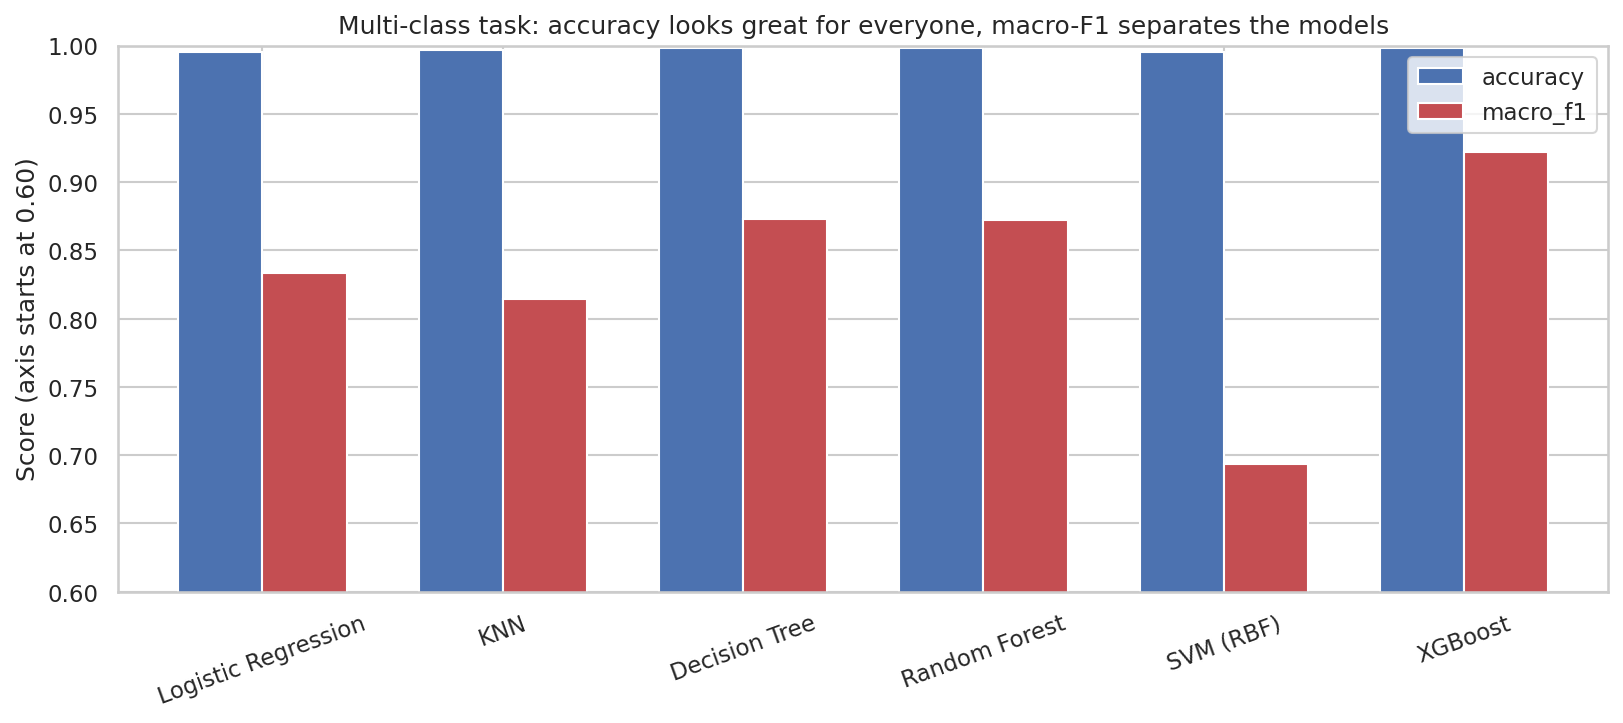 Multi-class task: accuracy looks great for everyone, macro-F1 separates the models
accuracy
macro_f1
Score (axis starts at 0.60)
1.00
0.95
0.90
0.85
0.80
0.75
0.70
0.65
0.60
Logistic Regression
KNN
Decision Tree
Random Forest
SVM (RBF)
XGBoost